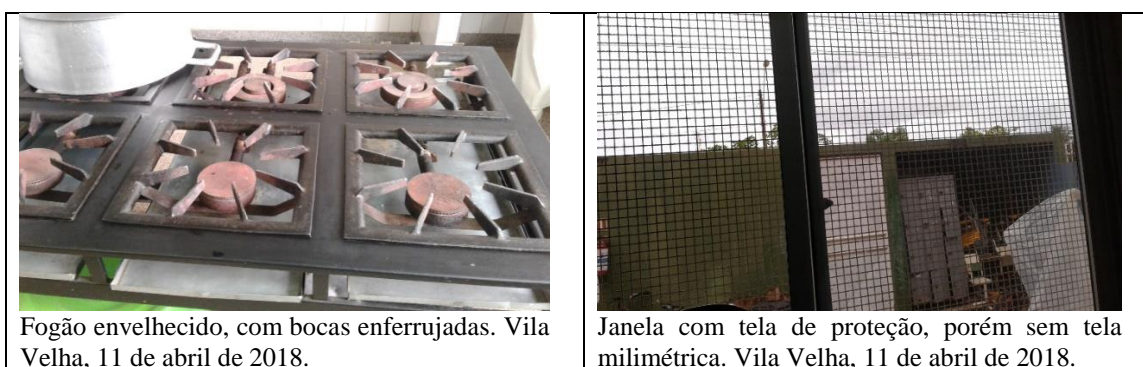 Fogão envelhecido, com bocas enferrujadas. Vila
Velha, 11 de abril de 2018.
Janela com tela de proteção, porém sem tela
milimétrica. Vila Velha, 11 de abril de 2018.